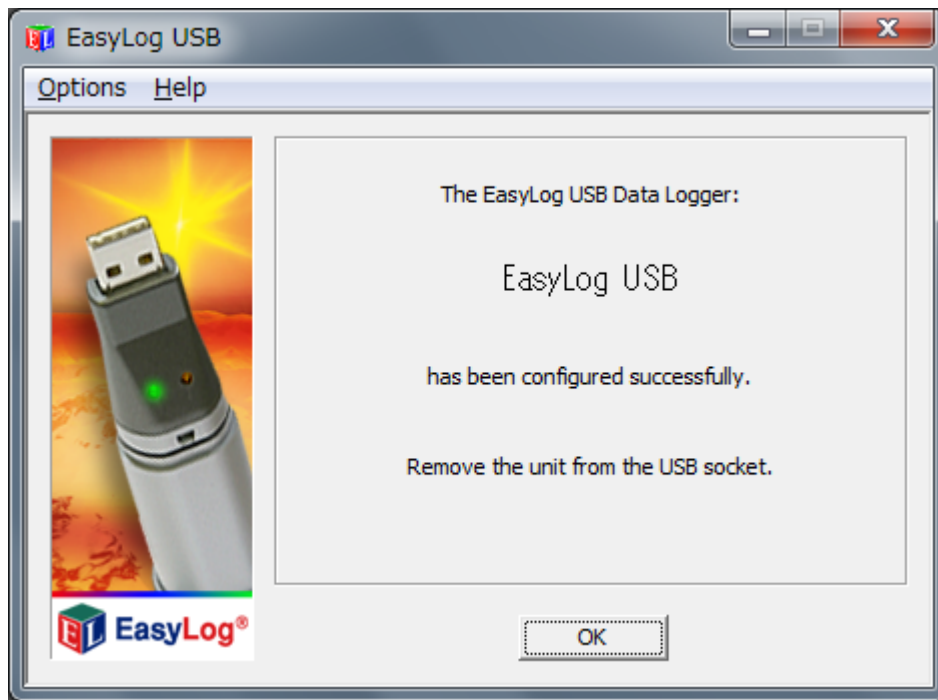 EasyLog USB
Options Help
The EasyLog USB Data Logger:
EasyLog USB
has been configured successfully.
Remove the unit from the USB socket.
EL EasyLog®
OK